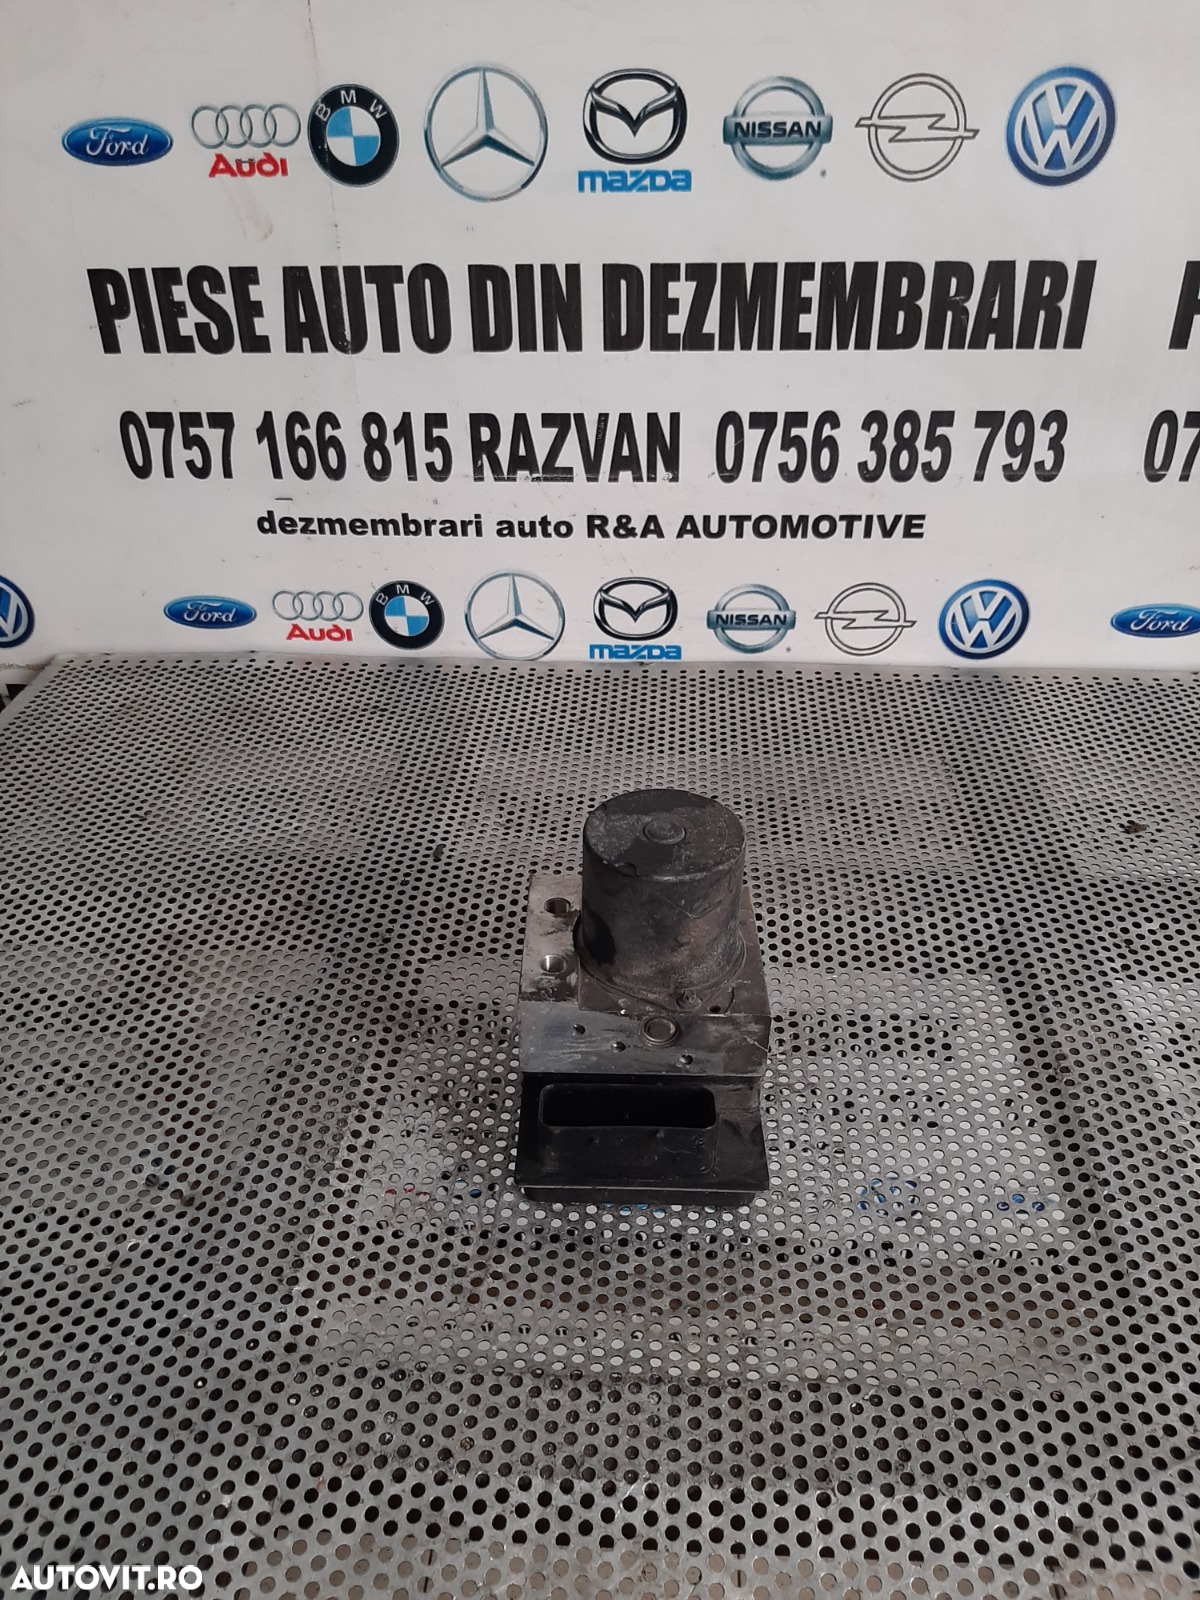 Ford Audi BMW mazda NISSAN
PIESE AUTO DIN DEZMEMBRARI
0757 166 815 RAZVAN 0756 385 793 07
dezmembrari auto R&A AUTOMOTIVE
Ford Audi BMW mazda NISSAN Ford
AUTOVIT.RO